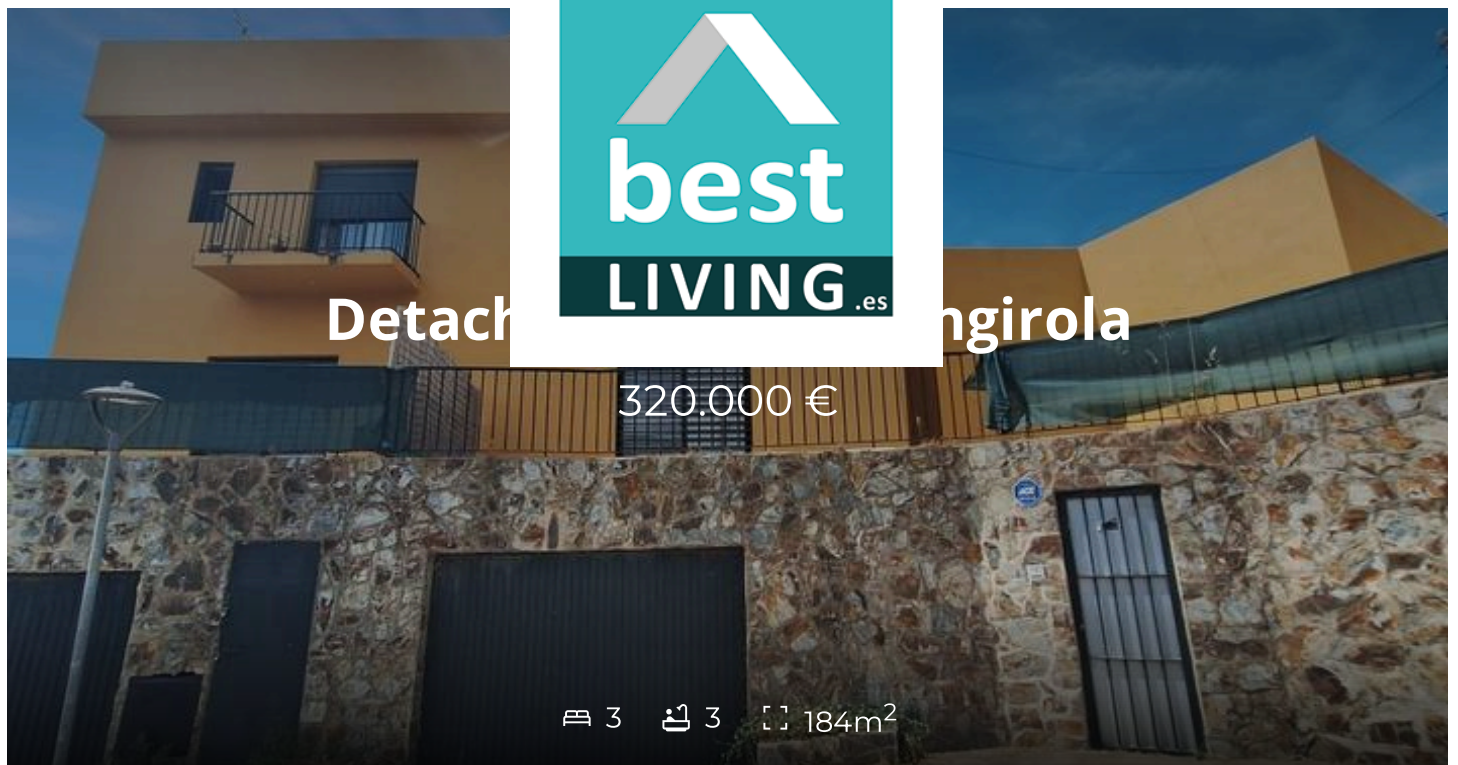 best
LIVING.es
Detach ngirola
320.000 €
3 3 184m²